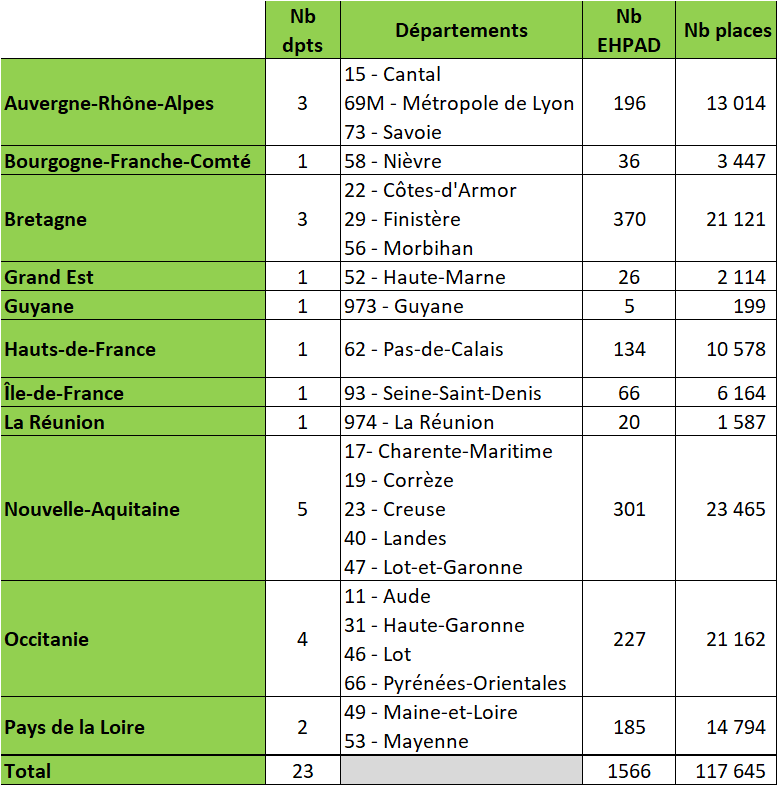 Nb dpts Départements Nb EHPAD Nb places
Auvergne-Rhône-Alpes 3 15 - Cantal 196 13 014
69M - Métropole de Lyon
73 - Savoie
Bourgogne-Franche-Comté 1 58 - Nièvre 36 3 447
Bretagne 3 22 - Côtes-d'Armor 370 21 121
29 - Finistère
56 - Morbihan
Grand Est 1 52 - Haute-Marne 26 2 114
Guyane 1 973 - Guyane 5 199
Hauts-de-France 1 62 - Pas-de-Calais 134 10 578
Île-de-France 1 93 - Seine-Saint-Denis 66 6 164
La Réunion 1 974 - La Réunion 20 1 587
Nouvelle-Aquitaine 5 17- Charente-Maritime 301 23 465
19 - Corrèze
23 - Creuse
40 - Landes
47 - Lot-et-Garonne
Occitanie 4 11 - Aude 227 21 162
31 - Haute-Garonne
46 - Lot
66 - Pyrénées-Orientales
Pays de la Loire 2 49 - Maine-et-Loire 185 14 794
53 - Mayenne
Total 23 1566 117 645